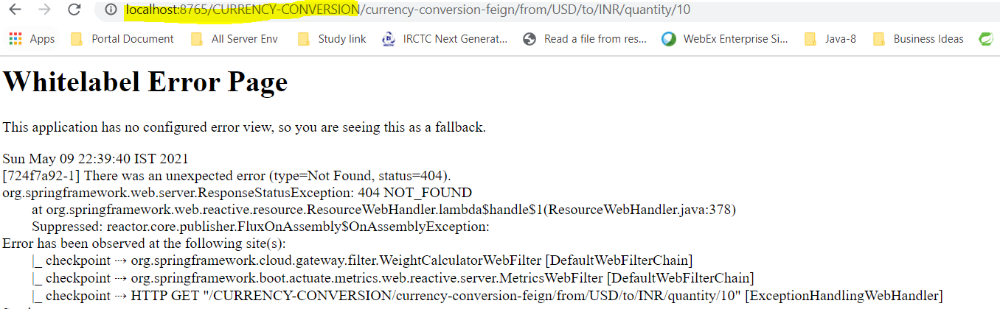 localhost:8765/CURRENCY-CONVERSION/currency-conversion-feign/from/USD/to/INR/quantity/10
Apps Portal Document All Server Env Study link IRCTC IRCTC Next Generat... Read a file from res... WebEx Enterprise Si... Java-8 Business Ideas
Whitelabel Error Page
This application has no configured error view, so you are seeing this as a fallback.
Sun May 09 22:39:40 IST 2021
[724f7a92-1] There was an unexpected error (type=Not Found, status=404).
org.springframework.web.server.ResponseStatusException: 404 NOT_FOUND
at org.springframework.web.reactive.resource.ResourceWebHandler.lambda$handle$1(ResourceWebHandler.java:378)
Suppressed: reactor.core.publisher.FluxOnAssembly$OnAssemblyException:
Error has been observed at the following site(s):
|_ checkpoint ⇢ org.springframework.cloud.gateway.filter.WeightCalculatorWebFilter [DefaultWebFilterChain]
|_ checkpoint ⇢ org.springframework.boot.actuate.metrics.web.reactive.server.MetricsWebFilter [DefaultWebFilterChain]
|_ checkpoint ⇢ HTTP GET "/CURRENCY-CONVERSION/currency-conversion-feign/from/USD/to/INR/quantity/10" [ExceptionHandlingWebHandler]